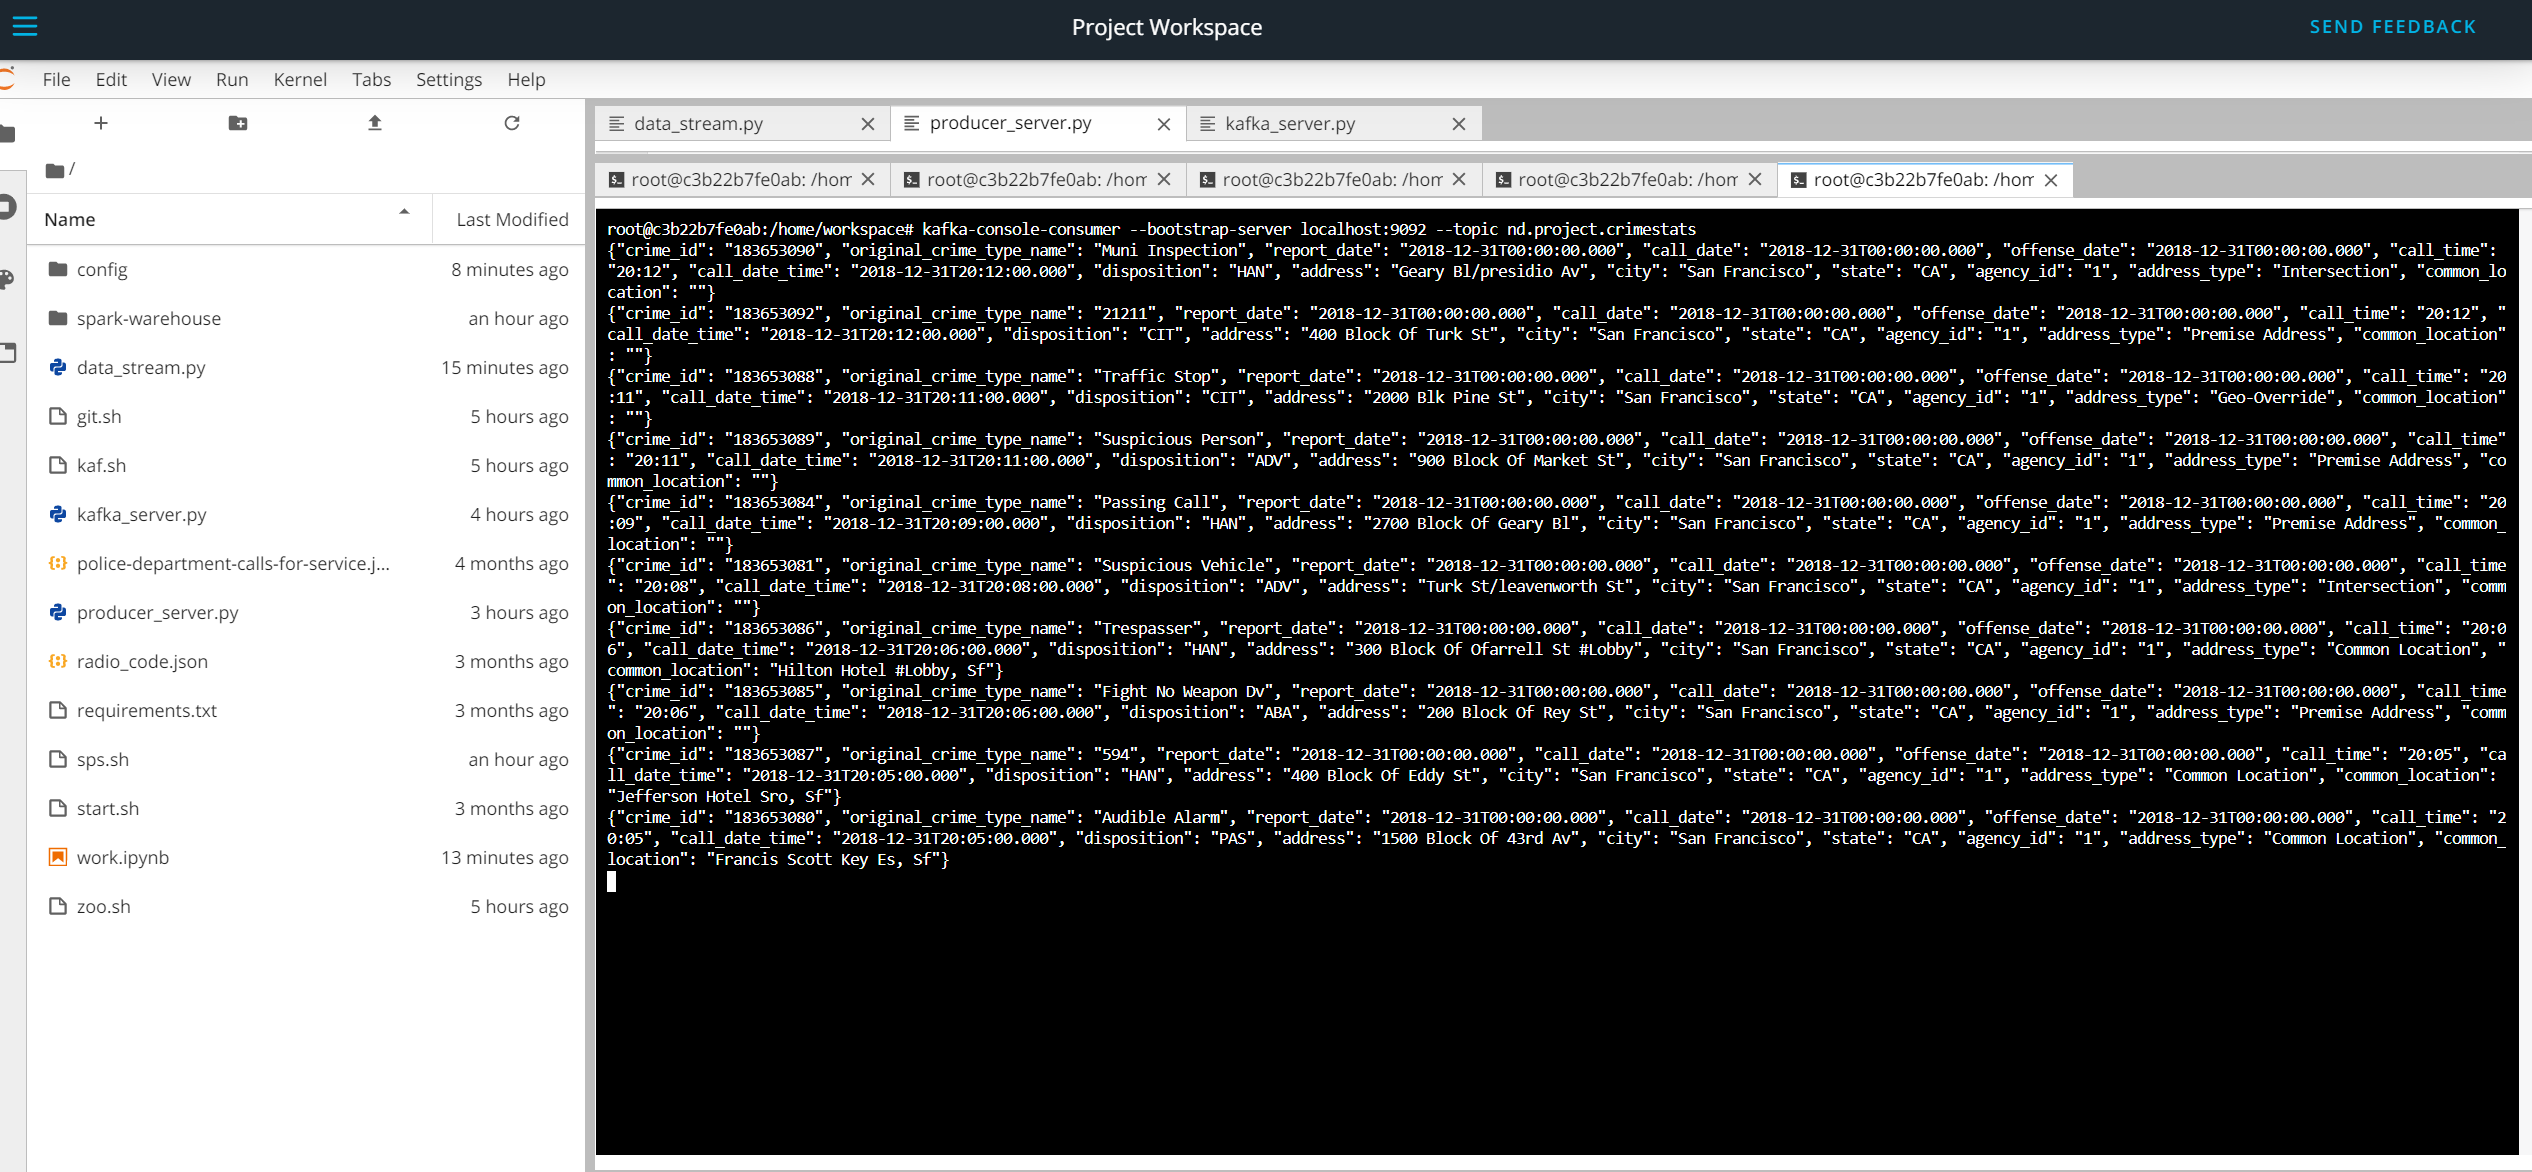 Project Workspace
SEND FEEDBACK
File Edit View Run Kernel Tabs Settings Help
data_stream.py
producer_server.py
kafka_server.py
/
root@c3b22b7fe0ab: /hom
root@c3b22b7fe0ab: /hom
root@c3b22b7fe0ab: /hom
root@c3b22b7fe0ab: /hom
root@c3b22b7fe0ab: /hom
Name Last Modified
config 8 minutes ago
spark-warehouse an hour ago
data_stream.py 15 minutes ago
git.sh 5 hours ago
kaf.sh 5 hours ago
kafka_server.py 4 hours ago
police-department-calls-for-service.j... 4 months ago
producer_server.py 3 hours ago
radio_code.json 3 months ago
requirements.txt 3 months ago
sps.sh an hour ago
start.sh 3 months ago
work.ipynb 13 minutes ago
zoo.sh 5 hours ago
root@c3b22b7fe0ab:/home/workspace# kafka-console-consumer --bootstrap-server localhost:9092 --topic nd.project.crimestats
{"crime_id": "183653090", "original_crime_type_name": "Muni Inspection", "report_date": "2018-12-31T00:00:00.000", "call_date": "2018-12-31T00:00:00.000", "offense_date": "2018-12-31T00:00:00.000", "call_time":
"20:12", "call_date_time": "2018-12-31T20:12:00.000", "disposition": "HAN", "address": "Geary Bl/presidio Av", "city": "San Francisco", "state": "CA", "agency_id": "1", "address_type": "Intersection", "common_lo
cation": ""}
{"crime_id": "183653092", "original_crime_type_name": "21211", "report_date": "2018-12-31T00:00:00.000", "call_date": "2018-12-31T00:00:00.000", "offense_date": "2018-12-31T00:00:00.000", "call_time": "20:12", "
call_date_time": "2018-12-31T20:12:00.000", "disposition": "CIT", "address": "400 Block Of Turk St", "city": "San Francisco", "state": "CA", "agency_id": "1", "address_type": "Premise Address", "common_location"
: ""}
{"crime_id": "183653088", "original_crime_type_name": "Traffic Stop", "report_date": "2018-12-31T00:00:00.000", "call_date": "2018-12-31T00:00:00.000", "offense_date": "2018-12-31T00:00:00.000", "call_time": "20
:11", "call_date_time": "2018-12-31T20:11:00.000", "disposition": "CIT", "address": "2000 Blk Pine St", "city": "San Francisco", "state": "CA", "agency_id": "1", "address_type": "Geo-Override", "common_location"
: ""}
{"crime_id": "183653089", "original_crime_type_name": "Suspicious Person", "report_date": "2018-12-31T00:00:00.000", "call_date": "2018-12-31T00:00:00.000", "offense_date": "2018-12-31T00:00:00.000", "call_time"
: "20:11", "call_date_time": "2018-12-31T20:11:00.000", "disposition": "ADV", "address": "900 Block Of Market St", "city": "San Francisco", "state": "CA", "agency_id": "1", "address_type": "Premise Address", "co
mmon_location": ""}
{"crime_id": "183653084", "original_crime_type_name": "Passing Call", "report_date": "2018-12-31T00:00:00.000", "call_date": "2018-12-31T00:00:00.000", "offense_date": "2018-12-31T00:00:00.000", "call_time": "20
:09", "call_date_time": "2018-12-31T20:09:00.000", "disposition": "HAN", "address": "2700 Block Of Geary Bl", "city": "San Francisco", "state": "CA", "agency_id": "1", "address_type": "Premise Address", "common_
location": ""}
{"crime_id": "183653081", "original_crime_type_name": "Suspicious Vehicle", "report_date": "2018-12-31T00:00:00.000", "call_date": "2018-12-31T00:00:00.000", "offense_date": "2018-12-31T00:00:00.000", "call_time
": "20:08", "call_date_time": "2018-12-31T20:08:00.000", "disposition": "ADV", "address": "Turk St/leavenworth St", "city": "San Francisco", "state": "CA", "agency_id": "1", "address_type": "Intersection", "comm
on_location": ""}
{"crime_id": "183653086", "original_crime_type_name": "Trespasser", "report_date": "2018-12-31T00:00:00.000", "call_date": "2018-12-31T00:00:00.000", "offense_date": "2018-12-31T00:00:00.000", "call_time": "20:0
6", "call_date_time": "2018-12-31T20:06:00.000", "disposition": "HAN", "address": "300 Block Of Ofarrell St #Lobby", "city": "San Francisco", "state": "CA", "agency_id": "1", "address_type": "Common Location", "
common_location": "Hilton Hotel #Lobby, Sf"}
{"crime_id": "183653085", "original_crime_type_name": "Fight No Weapon Dv", "report_date": "2018-12-31T00:00:00.000", "call_date": "2018-12-31T00:00:00.000", "offense_date": "2018-12-31T00:00:00.000", "call_time
": "20:06", "call_date_time": "2018-12-31T20:06:00.000", "disposition": "ABA", "address": "200 Block Of Rey St", "city": "San Francisco", "state": "CA", "agency_id": "1", "address_type": "Premise Address", "comm
on_location": ""}
{"crime_id": "183653087", "original_crime_type_name": "594", "report_date": "2018-12-31T00:00:00.000", "call_date": "2018-12-31T00:00:00.000", "offense_date": "2018-12-31T00:00:00.000", "call_time": "20:05", "ca
ll_date_time": "2018-12-31T20:05:00.000", "disposition": "HAN", "address": "400 Block Of Eddy St", "city": "San Francisco", "state": "CA", "agency_id": "1", "address_type": "Common Location", "common_location":
"Jefferson Hotel Sro, Sf"}
{"crime_id": "183653080", "original_crime_type_name": "Audible Alarm", "report_date": "2018-12-31T00:00:00.000", "call_date": "2018-12-31T00:00:00.000", "offense_date": "2018-12-31T00:00:00.000", "call_time": "2
0:05", "call_date_time": "2018-12-31T20:05:00.000", "disposition": "PAS", "address": "1500 Block Of 43rd Av", "city": "San Francisco", "state": "CA", "agency_id": "1", "address_type": "Common Location", "common_
location": "Francis Scott Key Es, Sf"}